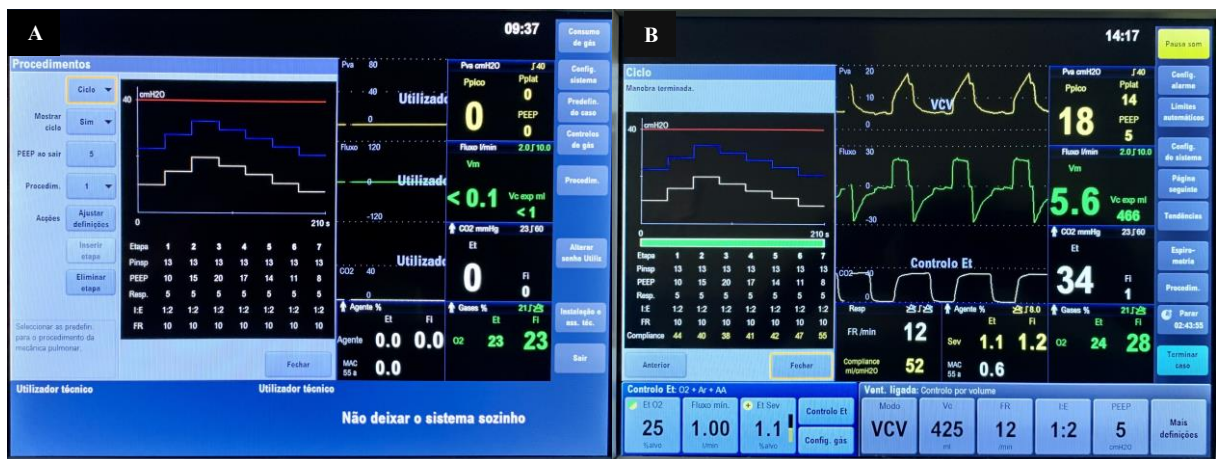 A
09:37
Procedimentos
Ciclo
Mostrar ciclo
Sim
PEEP ao sair
5
Procedim.
1
Acções
Ajustar definições
Inserir etapa
Eliminar etapa
Seleccionar as predefin. para o procedimento da mecânica pulmonar.
40
cmH2O
0
210 s
Etapa 1 2 3 4 5 6 7
Pinsp 13 13 13 13 13 13 13
PEEP 10 15 20 17 14 11 8
Resp. 5 5 5 5 5 5 5
I:E 1:2 1:2 1:2 1:2 1:2 1:2 1:2
FR 10 10 10 10 10 10 10
Fechar
Pva 80
40
0
Utilizad
Fluxo 120
0
-120
Utilizad
CO2 40
0
Utilizad
Pva cmH2O
40
Ppico
0
Pplat
0
PEEP
0
Fluxo l/min
2.0 10.0
Vm
< 0.1
Vc exp ml
< 1
CO2 mmHg
23 60
Et
0
Fi
0
Agente %
Et Fi
Agente 0.0 0.0
MAC
55 a
0.0
Gases %
21
Et Fi
O2 23 23
Consumo de gás
Config. sistema
Predefin. do caso
Controlos de gás
Procedim.
Alterar senha Utiliz
Instalação e ass. téc.
Sair
Utilizador técnico
Utilizador técnico
Não deixar o sistema sozinho
B
14:17
Ciclo
Manobra terminada.
40
cmH2O
0
210 s
Etapa 1 2 3 4 5 6 7
Pinsp 13 13 13 13 13 13 13
PEEP 10 15 20 17 14 11 8
Resp. 5 5 5 5 5 5 5
I:E 1:2 1:2 1:2 1:2 1:2 1:2 1:2
FR 10 10 10 10 10 10 10
Compliance 44 40 38 41 42 47 55
Anterior
Fechar
Pva 20
10
0
VCV
Fluxo 30
0
-30
CO2 40
0
Controlo Et
Pva cmH2O
40
Ppico
18
Pplat
14
PEEP
5
Fluxo l/min
2.0 10.0
Vm
5.6
Vc exp ml
466
CO2 mmHg
23 60
Et
34
Fi
1
Resp
FR /min
12
Compliance
ml/cmH2O
52
Agente %
8.0
Et Fi
Sev 1.1 1.2
MAC
55 a
0.6
Gases %
21
Et Fi
O2 24 28
Pausa som
Config. alarme
Limites automáticos
Config. de sistema
Página seguinte
Tendências
Espirometria
Procedim.
Parar
02:43:55
Terminar caso
Controlo Et: O2 + Ar + AA
Et O2
25
%alvo
Fluxo mín.
1.00
l/min
Et Sev
1.1
%alvo
Controlo Et
Config. gás
Vent. ligada: Controlo por volume
Modo
VCV
Vc
425
ml
FR
12
/min
I:E
1:2
PEEP
5
cmH2O
Mais definições